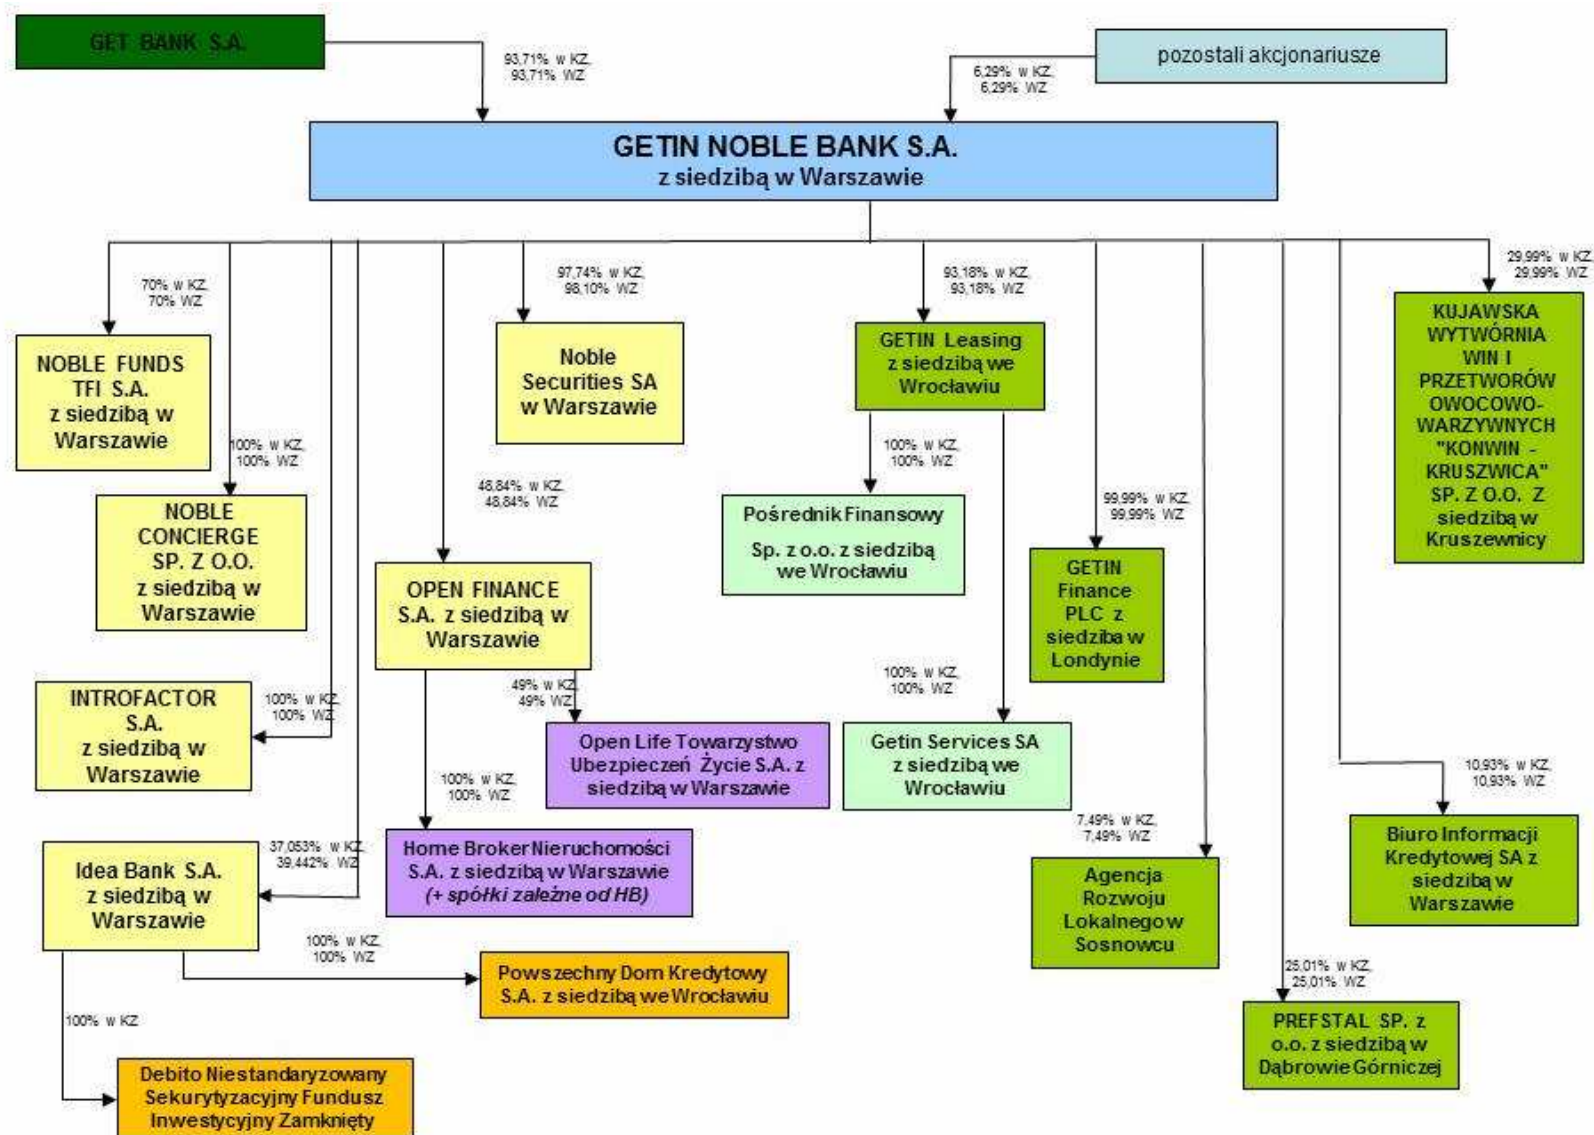 GET BANK S.A.
93,71% w KZ,
93,71% WZ
6,29% w KZ,
6,29% WZ
pozostali akcjonariusze
GETIN NOBLE BANK S.A.
z siedzibą w Warszawie
70% w KZ,
70% WZ
97,74% w KZ,
98,10% WZ
93,18% w KZ,
93,18% WZ
29,99% w KZ,
29,99% WZ
NOBLE FUNDS
TFI S.A.
z siedzibą w
Warszawie
100% w KZ,
100% WZ
Noble
Securities SA
w Warszawie
GETIN Leasing
z siedzibą we
Wrocławiu
KUJAWSKA
WYTWÓRNIA
WIN I
PRZETWORÓW
OWOCOWO-
WARZYWNYCH
"KONWIN -
KRUSZWICA"
SP. Z O.O. Z
siedzibą w
Kruszewnicy
NOBLE
CONCIERGE
SP. Z O.O.
z siedzibą w
Warszawie
48,84% w KZ,
48,84% WZ
100% w KZ,
100% WZ
Pośrednik Finansowy
Sp. z o.o. z siedzibą
we Wrocławiu
99,99% w KZ,
99,99% WZ
OPEN FINANCE
S.A. z siedzibą w
Warszawie
GETIN
Finance
PLC z
siedziba w
Londynie
INTROFACTOR
S.A.
z siedzibą w
Warszawie
100% w KZ,
100% WZ
49% w KZ,
49% WZ
100% w KZ,
100% WZ
Open Life Towarzystwo
Ubezpieczeń Życie S.A. z
siedzibą w Warszawie
Getin Services SA
z siedzibą we
Wrocławiu
100% w KZ,
100% WZ
10,93% w KZ,
10,93% WZ
Idea Bank S.A.
z siedzibą w
Warszawie
37,053% w KZ,
39,442% WZ
Home Broker Nieruchomości
S.A. z siedzibą w Warszawie
(+ spółki zależne od HB)
7,49% w KZ,
7,49% WZ
Agencja
Rozwoju
Lokalnego w
Sosnowcu
Biuro Informacji
Kredytowej SA z
siedzibą w
Warszawie
100% w KZ,
100% WZ
Powszechny Dom Kredytowy
S.A. z siedzibą we Wrocławiu
25,01% w KZ,
25,01% WZ
PREFSTAL SP. z
o.o. z siedzibą w
Dąbrowie Górniczej
100% w KZ
Debito Niestandaryzowany
Sekurytyzacyjny Fundusz
Inwestycyjny Zamknięty